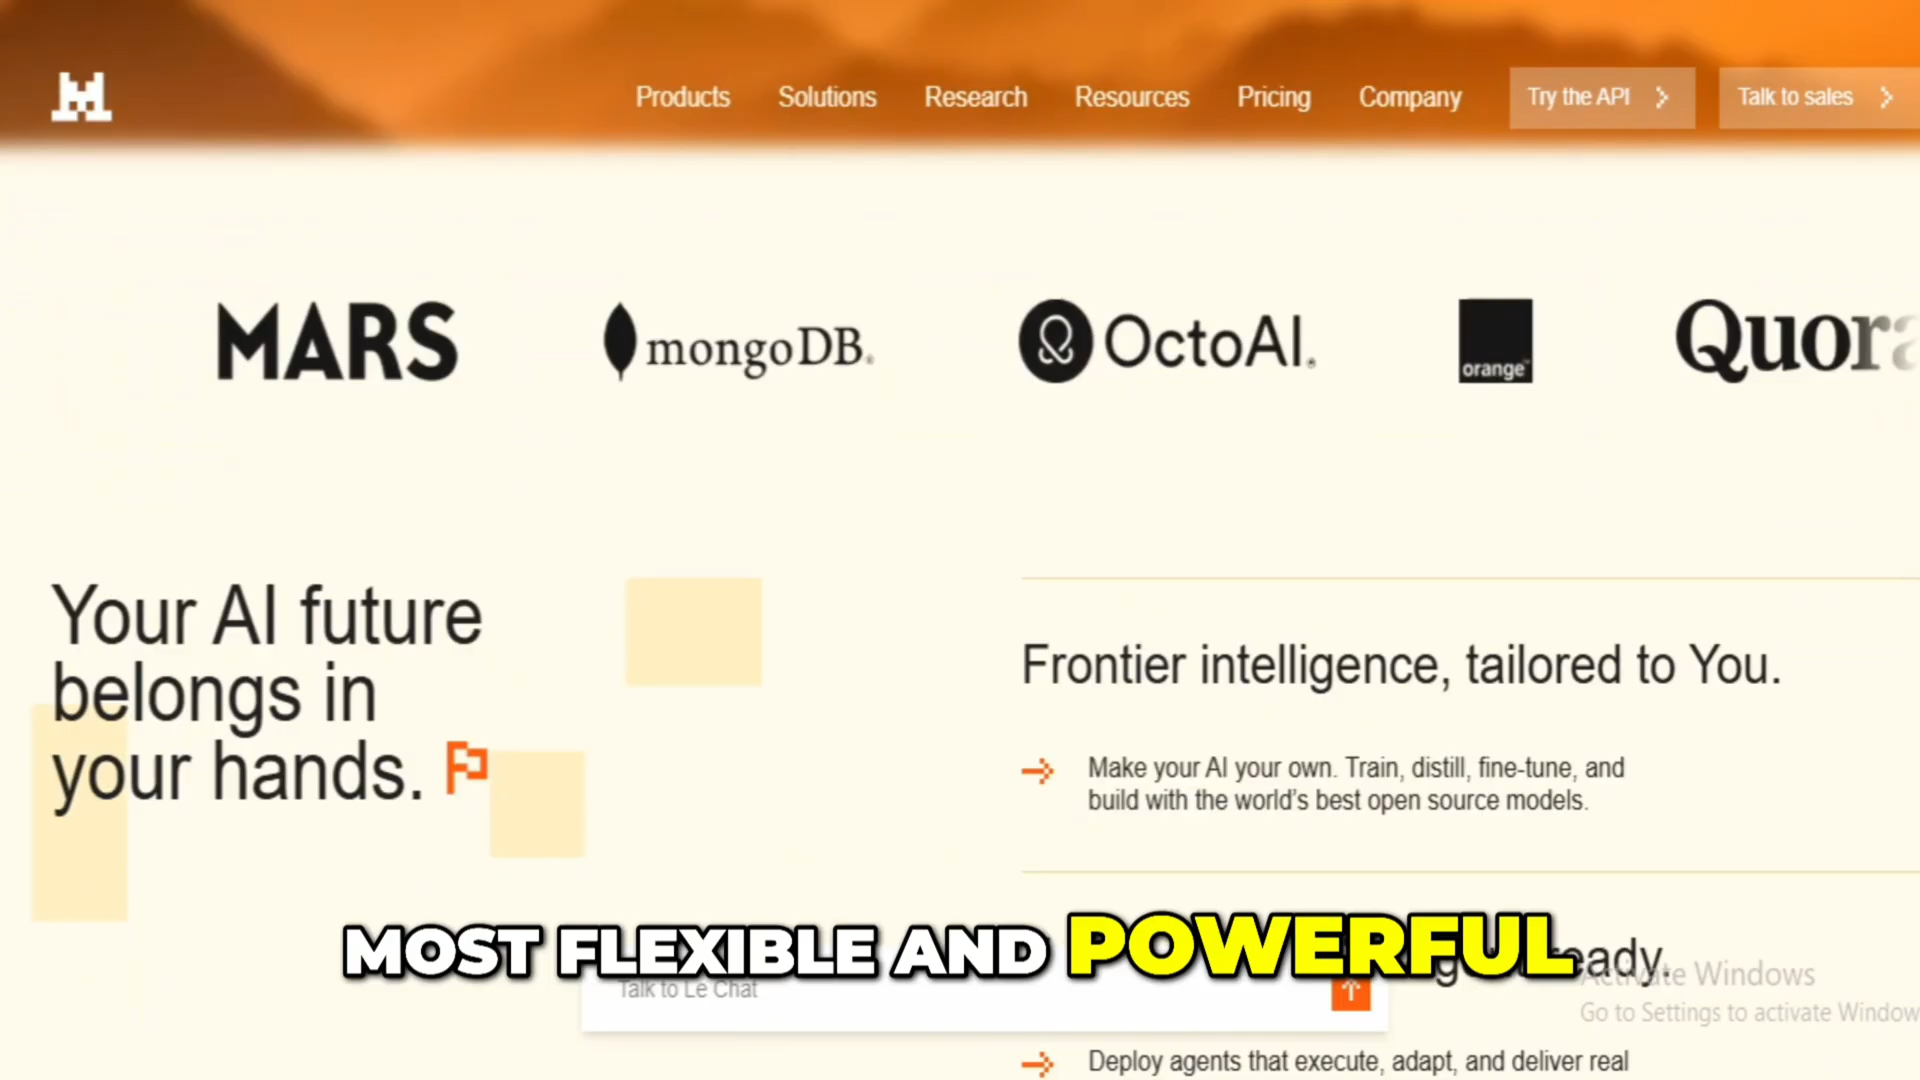 Products Solutions Research Resources Pricing Company Try the API Talk to sales
MARS mongoDB OctoAI orange Quora
Your AI future
belongs in
your hands.
Frontier intelligence, tailored to You.
Make your AI your own. Train, distill, fine-tune, and
build with the world's best open source models.
MOST FLEXIBLE AND POWERFUL
Talk to Le Chat
Activate Windows
Go to Settings to activate Window
Deploy agents that execute, adapt, and deliver real